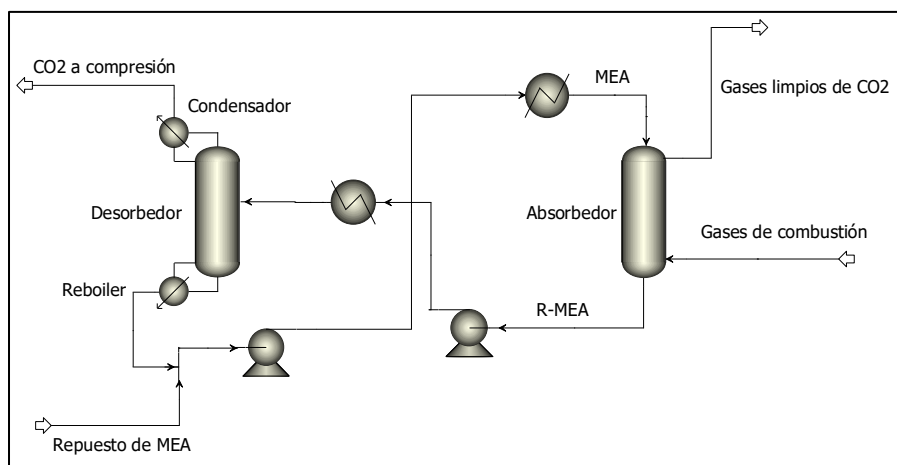 MEA
CO2 a compresión
Gases limpios de CO2
Condensador
Desorbedor
Absorbedor
Gases de combustión
Reboiler
R-MEA
Repuesto de MEA